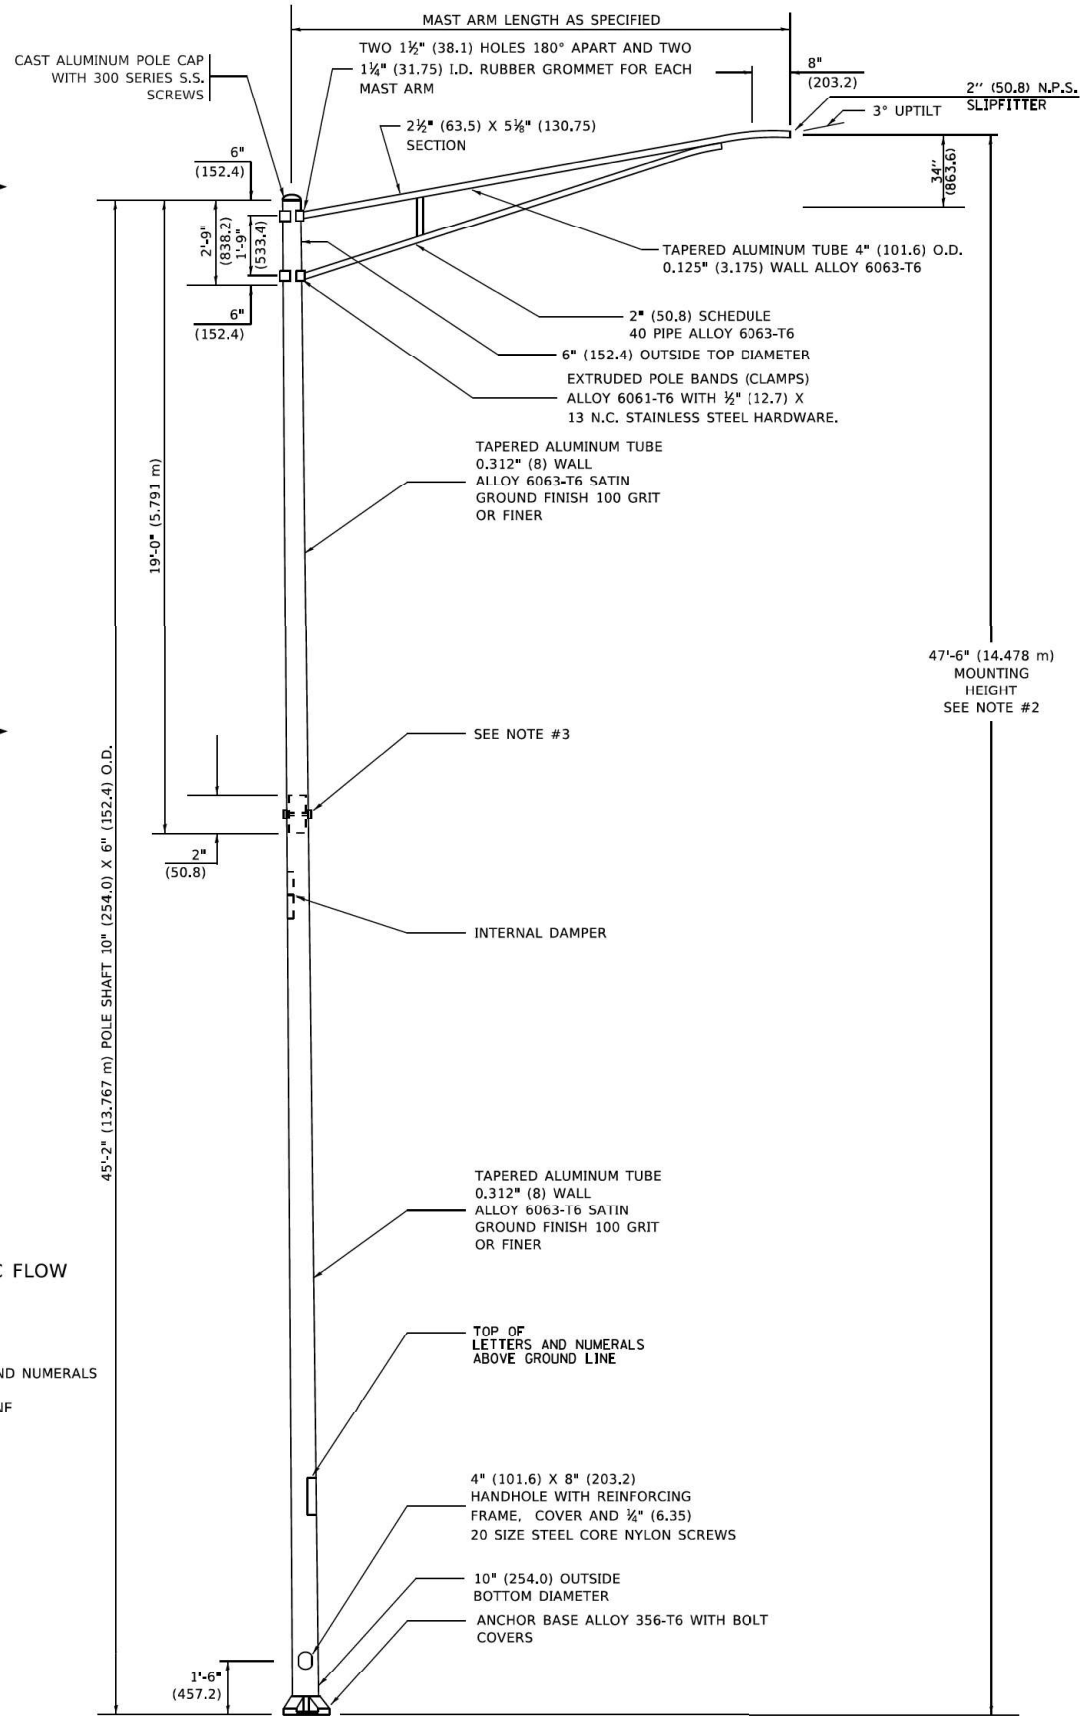 MAST ARM LENGTH AS SPECIFIED
CAST ALUMINUM POLE CAP
WITH 300 SERIES S.S.
SCREWS
TWO 1½" (38.1) HOLES 180° APART AND TWO
1¼" (31.75) I.D. RUBBER GROMMET FOR EACH
MAST ARM
8"
(203.2)
2" (50.8) N.P.S.
SLIPFITTER
3° UPTILT
2½" (63.5) X 5⅛" (130.75)
SECTION
6"
(152.4)
34"
(863.6)
2'-9"
(838.2)
1'-9"
(533.4)
TAPERED ALUMINUM TUBE 4" (101.6) O.D.
0.125" (3.175) WALL ALLOY 6063-T6
6"
(152.4)
2" (50.8) SCHEDULE
40 PIPE ALLOY 6063-T6
6" (152.4) OUTSIDE TOP DIAMETER
EXTRUDED POLE BANDS (CLAMPS)
ALLOY 6061-T6 WITH ½" (12.7) X
13 N.C. STAINLESS STEEL HARDWARE.
TAPERED ALUMINUM TUBE
0.312" (8) WALL
ALLOY 6063-T6 SATIN
GROUND FINISH 100 GRIT
OR FINER
19'-0" (5.791 m)
47'-6" (14.478 m)
MOUNTING
HEIGHT
SEE NOTE #2
SEE NOTE #3
45'-2" (13.767 m) POLE SHAFT 10" (254.0) X 6" (152.4) O.D.
2"
(50.8)
INTERNAL DAMPER
TAPERED ALUMINUM TUBE
0.312" (8) WALL
ALLOY 6063-T6 SATIN
GROUND FINISH 100 GRIT
OR FINER
C FLOW
TOP OF
LETTERS AND NUMERALS
ABOVE GROUND LINE
ND NUMERALS
NE
4" (101.6) X 8" (203.2)
HANDHOLE WITH REINFORCING
FRAME, COVER AND ¼" (6.35)
20 SIZE STEEL CORE NYLON SCREWS
10" (254.0) OUTSIDE
BOTTOM DIAMETER
ANCHOR BASE ALLOY 356-T6 WITH BOLT
COVERS
1'-6"
(457.2)